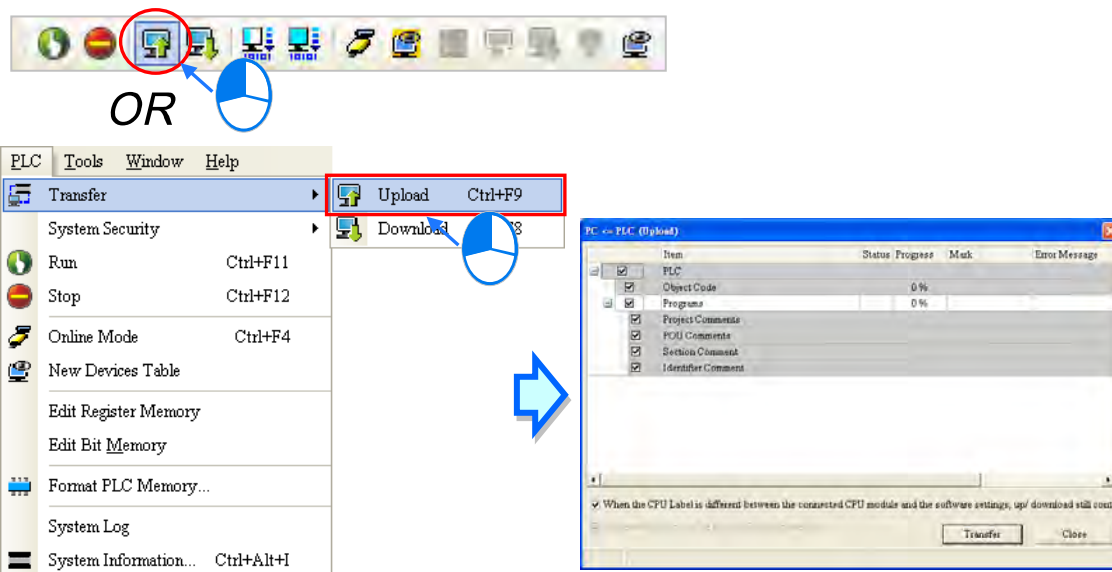 OR
PLC Tools Window Help
Transfer
Upload Ctrl+F9
System Security
Download F8
Run Ctrl+F11
Stop Ctrl+F12
Online Mode Ctrl+F4
New Devices Table
Edit Register Memory
Edit Bit Memory
Format PLC Memory...
System Log
System Information... Ctrl+Alt+I
PC <= PLC (Upload)
Item Status Progress Mark Error Message
PLC
Object Code 0 %
Programs 0 %
Project Comments
POU Comments
Section Comment
Identifier Comment
When the CPU Label is different between the connected CPU module and the software settings, up/ download still cont
Transfer Close